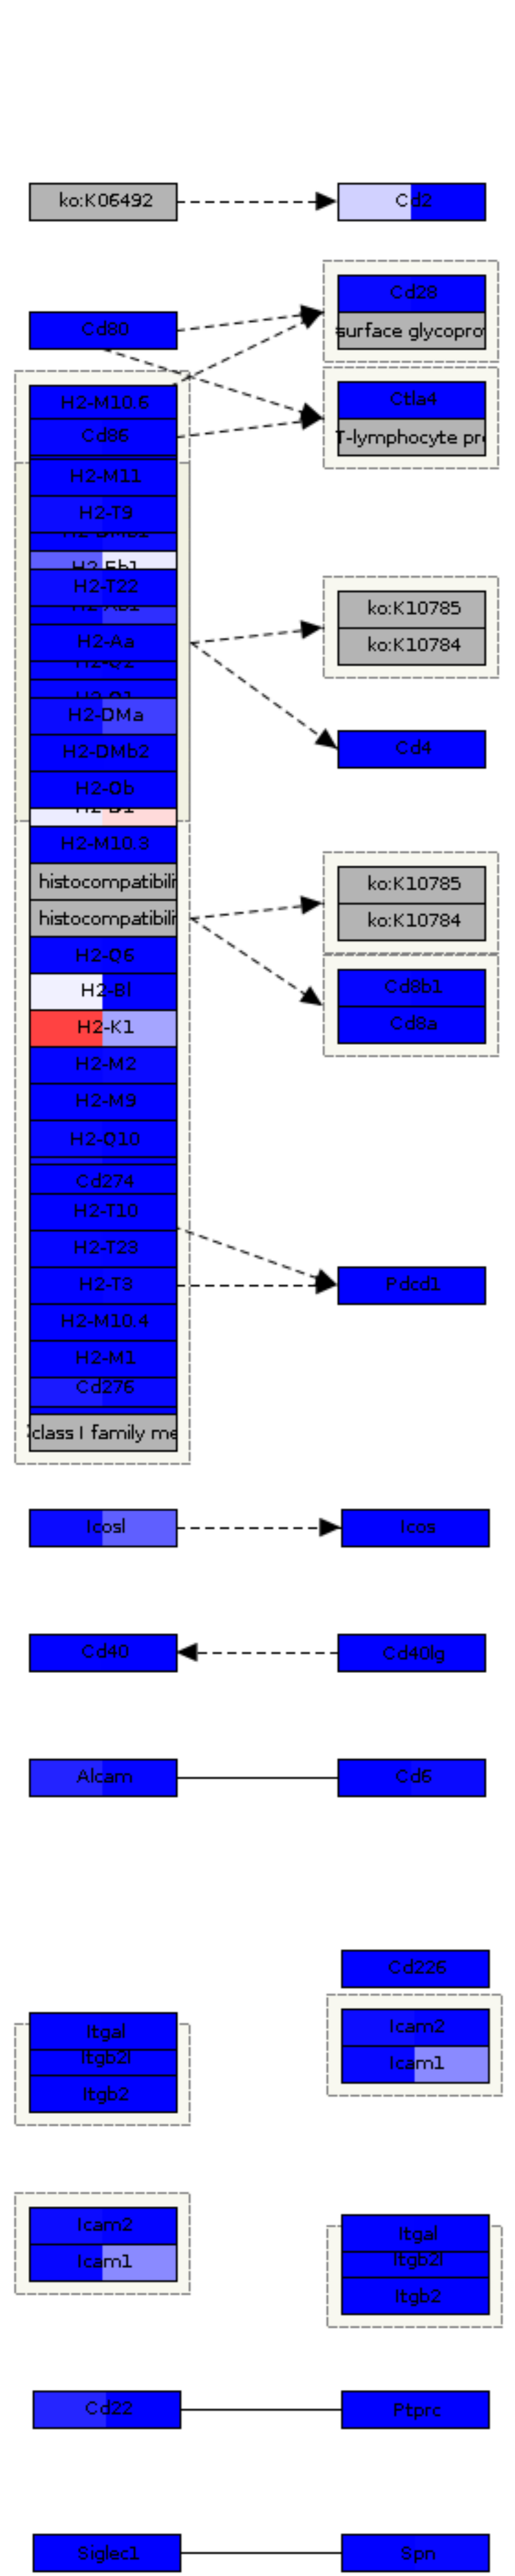 ko:K06492
Cd2
Cd28
surface glycopro
Cd80
Ctla4
T-lymphocyte pr
H2-M10.6
Cd86
H2-M11
H2-T9
H2-Eb1
H2-T22
ko:K10785
ko:K10784
H2-Aa
H2-DMa
H2-DMb2
Cd4
H2-Ob
H2-M10.3
histocompatibili
histocompatibili
ko:K10785
ko:K10784
H2-Q6
H2-Bl
Cd8b1
H2-K1
Cd8a
H2-M2
H2-M9
H2-Q10
Cd274
H2-T10
H2-T23
H2-T3
Pdcd1
H2-M10.4
H2-M1
Cd276
class I family me
Icosl
Icos
Cd40
Cd40lg
Alcam
Cd6
Cd226
Itgal
Itgb2l
Itgb2
Icam2
Icam1
Icam2
Icam1
Itgal
Itgb2l
Itgb2
Cd22
Ptprc
Siglec1
Spn